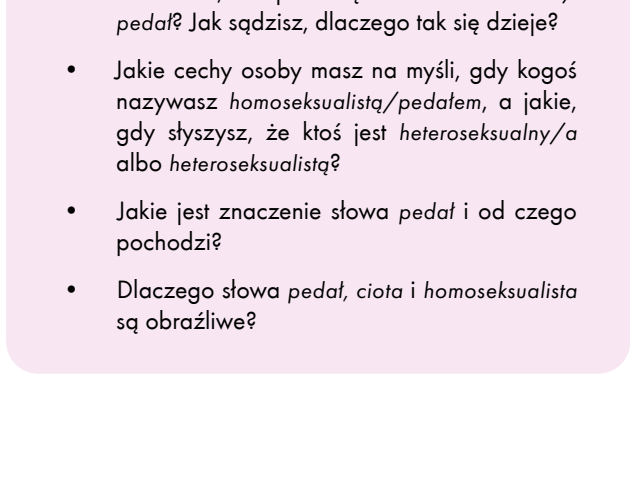 pedał? Jak sądzisz, dlaczego tak się dzieje?
• Jakie cechy osoby masz na myśli, gdy kogoś
nazywasz homoseksualistą/pedałem, a jakie,
gdy słyszysz, że ktoś jest heteroseksualny/a
albo heteroseksualistą?
• Jakie jest znaczenie słowa pedał i od czego
pochodzi?
• Dlaczego słowa pedał, ciota i homoseksualista
są obraźliwe?